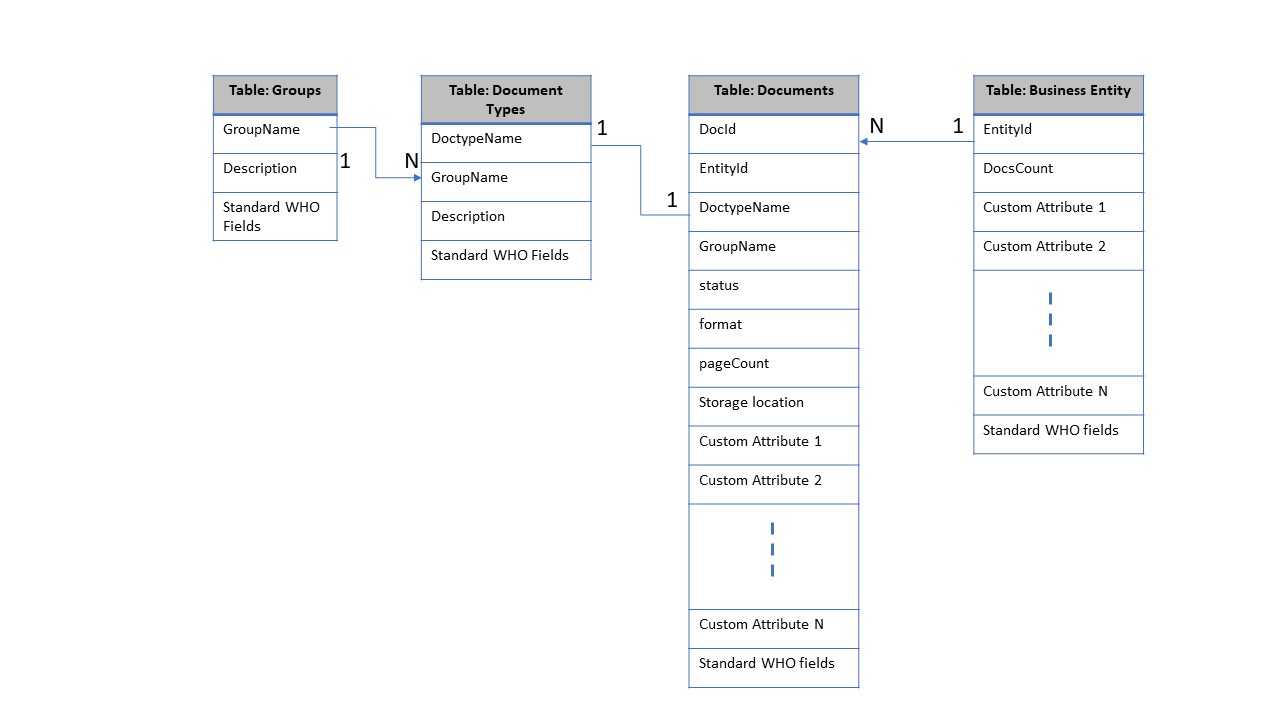 Table: Groups
GroupName
Description
Standard WHO
Fields
1
N
Table: Document
Types
DoctypeName
GroupName
Description
Standard WHO Fields
1
1
Table: Documents
DocId
EntityId
DoctypeName
GroupName
status
format
pageCount
Storage location
Custom Attribute 1
Custom Attribute 2
Custom Attribute N
Standard WHO fields
N
1
Table: Business Entity
EntityId
DocsCount
Custom Attribute 1
Custom Attribute 2
Custom Attribute N
Standard WHO fields